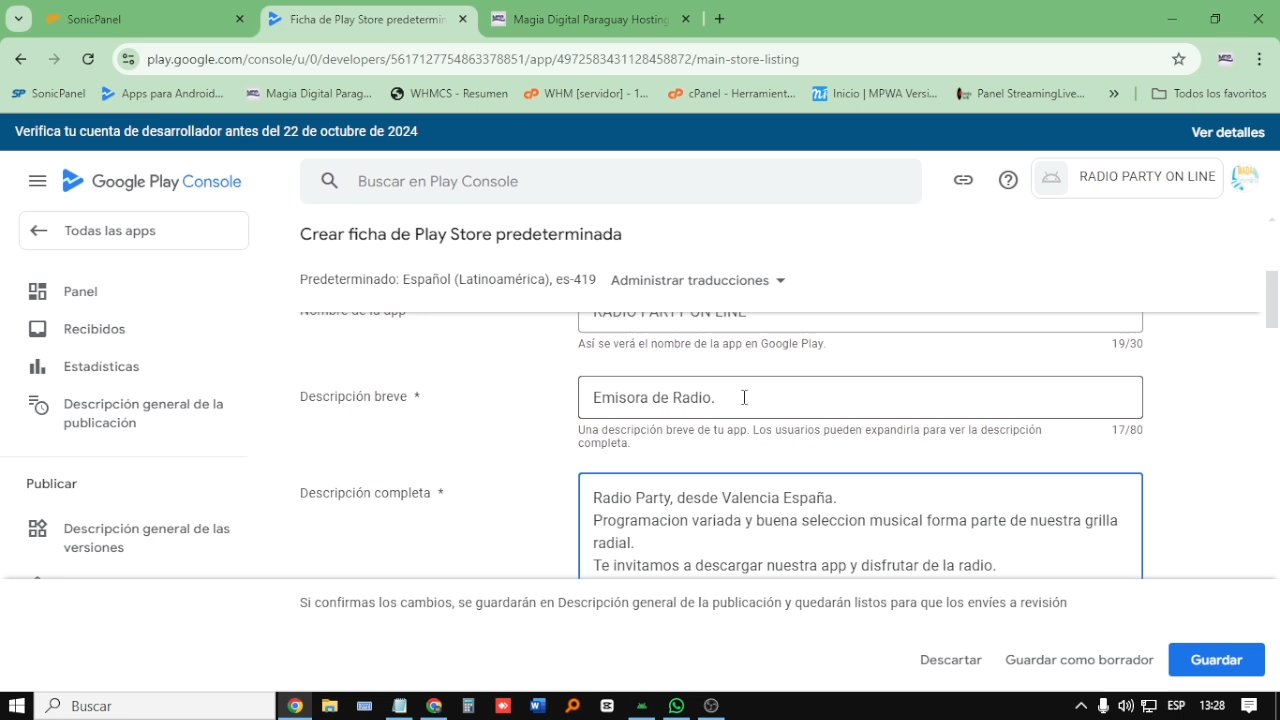 SonicPanel
Ficha de Play Store predetermin
Magia Digital Paraguay Hosting
play.google.com/console/u/0/developers/5617127754863378851/app/4972583431128458872/main-store-listing
SonicPanel
Apps para Android...
Magia Digital Parag...
WHMCS - Resumen
WHM [servidor] - 1...
cPanel - Herramient...
Inicio | MPWA Versi...
Panel StreamingLive...
Todos los favoritos
Verifica tu cuenta de desarrollador antes del 22 de octubre de 2024
Ver detalles
Google Play Console
Buscar en Play Console
RADIO PARTY ON LINE
Todas las apps
Crear ficha de Play Store predeterminada
Predeterminado: Español (Latinoamérica), es-419
Administrar traducciones
Panel
Recibidos
Estadísticas
Descripción general de la
publicación
Publicar
Descripción general de las
versiones
Nombre de la app
RADIO PARTY ON LINE
Así se verá el nombre de la app en Google Play.
19/30
Descripción breve *
Emisora de Radio.
Una descripción breve de tu app. Los usuarios pueden expandirla para ver la descripción
completa.
17/80
Descripción completa *
Radio Party, desde Valencia España.
Programacion variada y buena seleccion musical forma parte de nuestra grilla
radial.
Te invitamos a descargar nuestra app y disfrutar de la radio.
Si confirmas los cambios, se guardarán en Descripción general de la publicación y quedarán listos para que los envíes a revisión
Descartar
Guardar como borrador
Guardar
Buscar
ESP
13:28